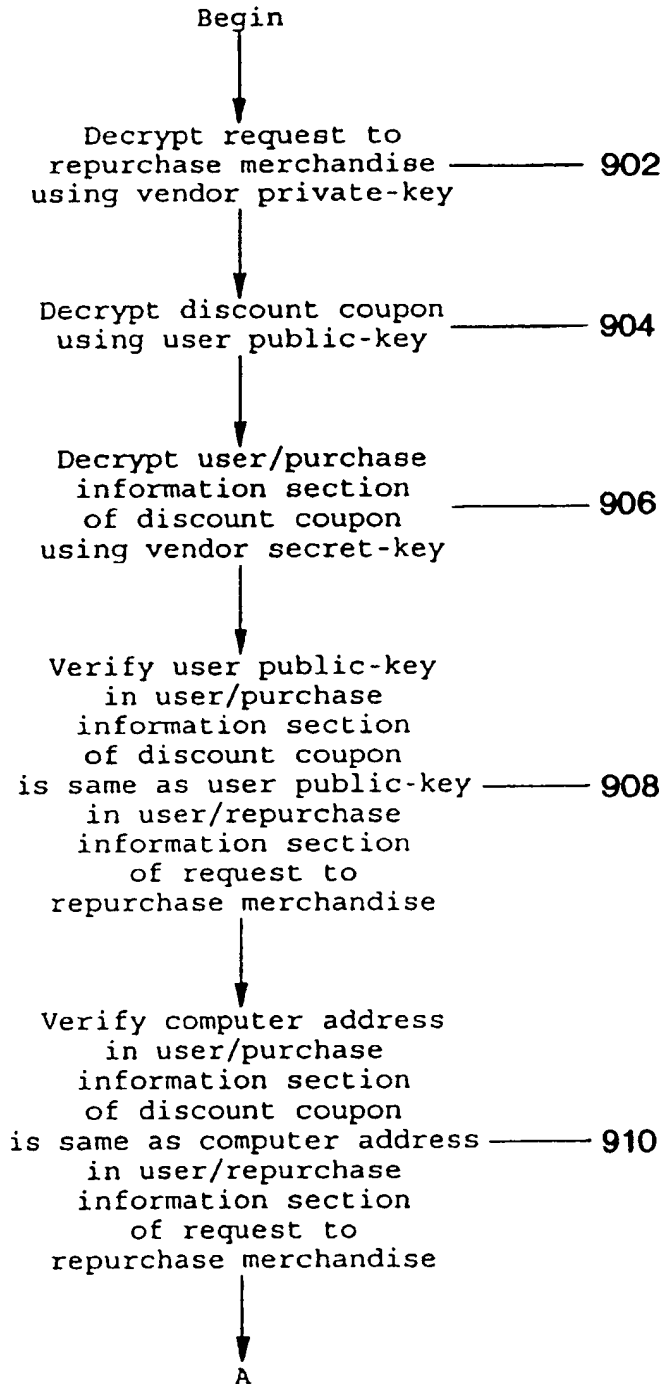 Begin
Decrypt request to
repurchase merchandise 902
using vendor private-key
Decrypt discount coupon
using user public-key 904
Decrypt user/purchase
information section
of discount coupon 906
using vendor secret-key
Verify user public-key
in user/purchase
information section
of discount coupon
is same as user public-key 908
in user/repurchase
information section
of request to
repurchase merchandise
Verify computer address
in user/purchase
information section
of discount coupon
is same as computer address 910
in user/repurchase
information section
of request to
repurchase merchandise
A